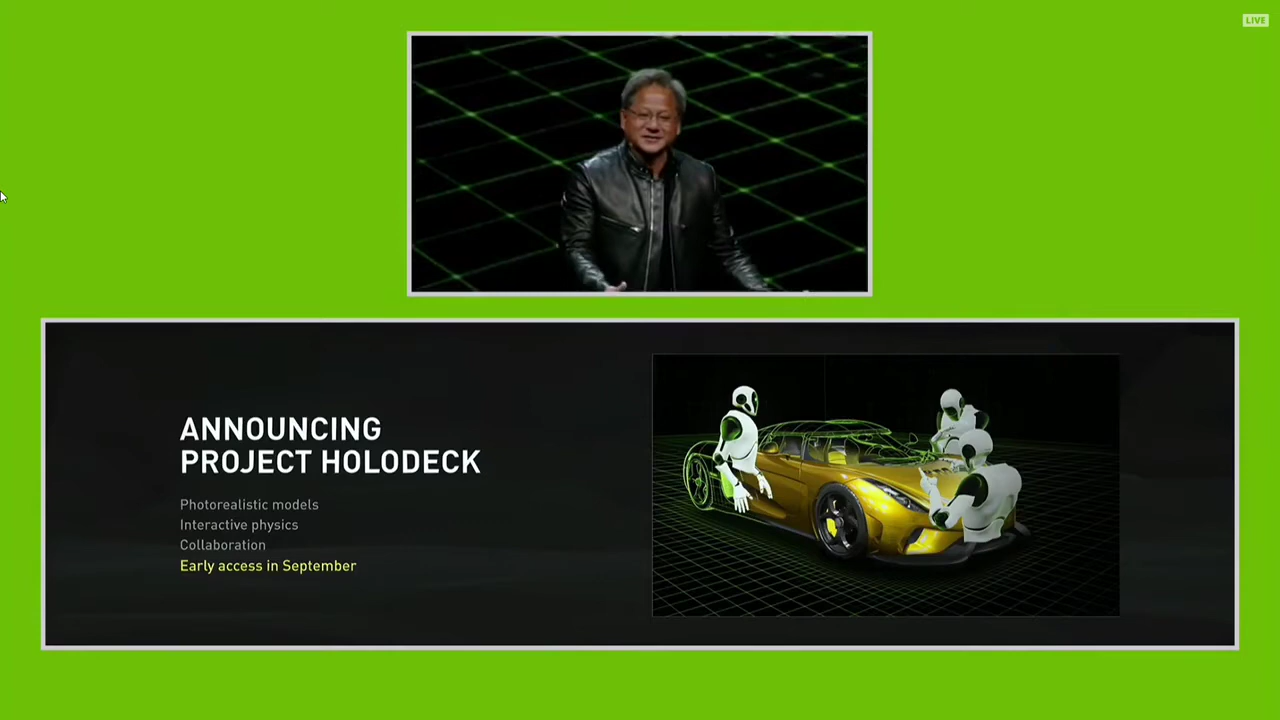 LIVE
ANNOUNCING
PROJECT HOLODECK
Photorealistic models
Interactive physics
Collaboration
Early access in September